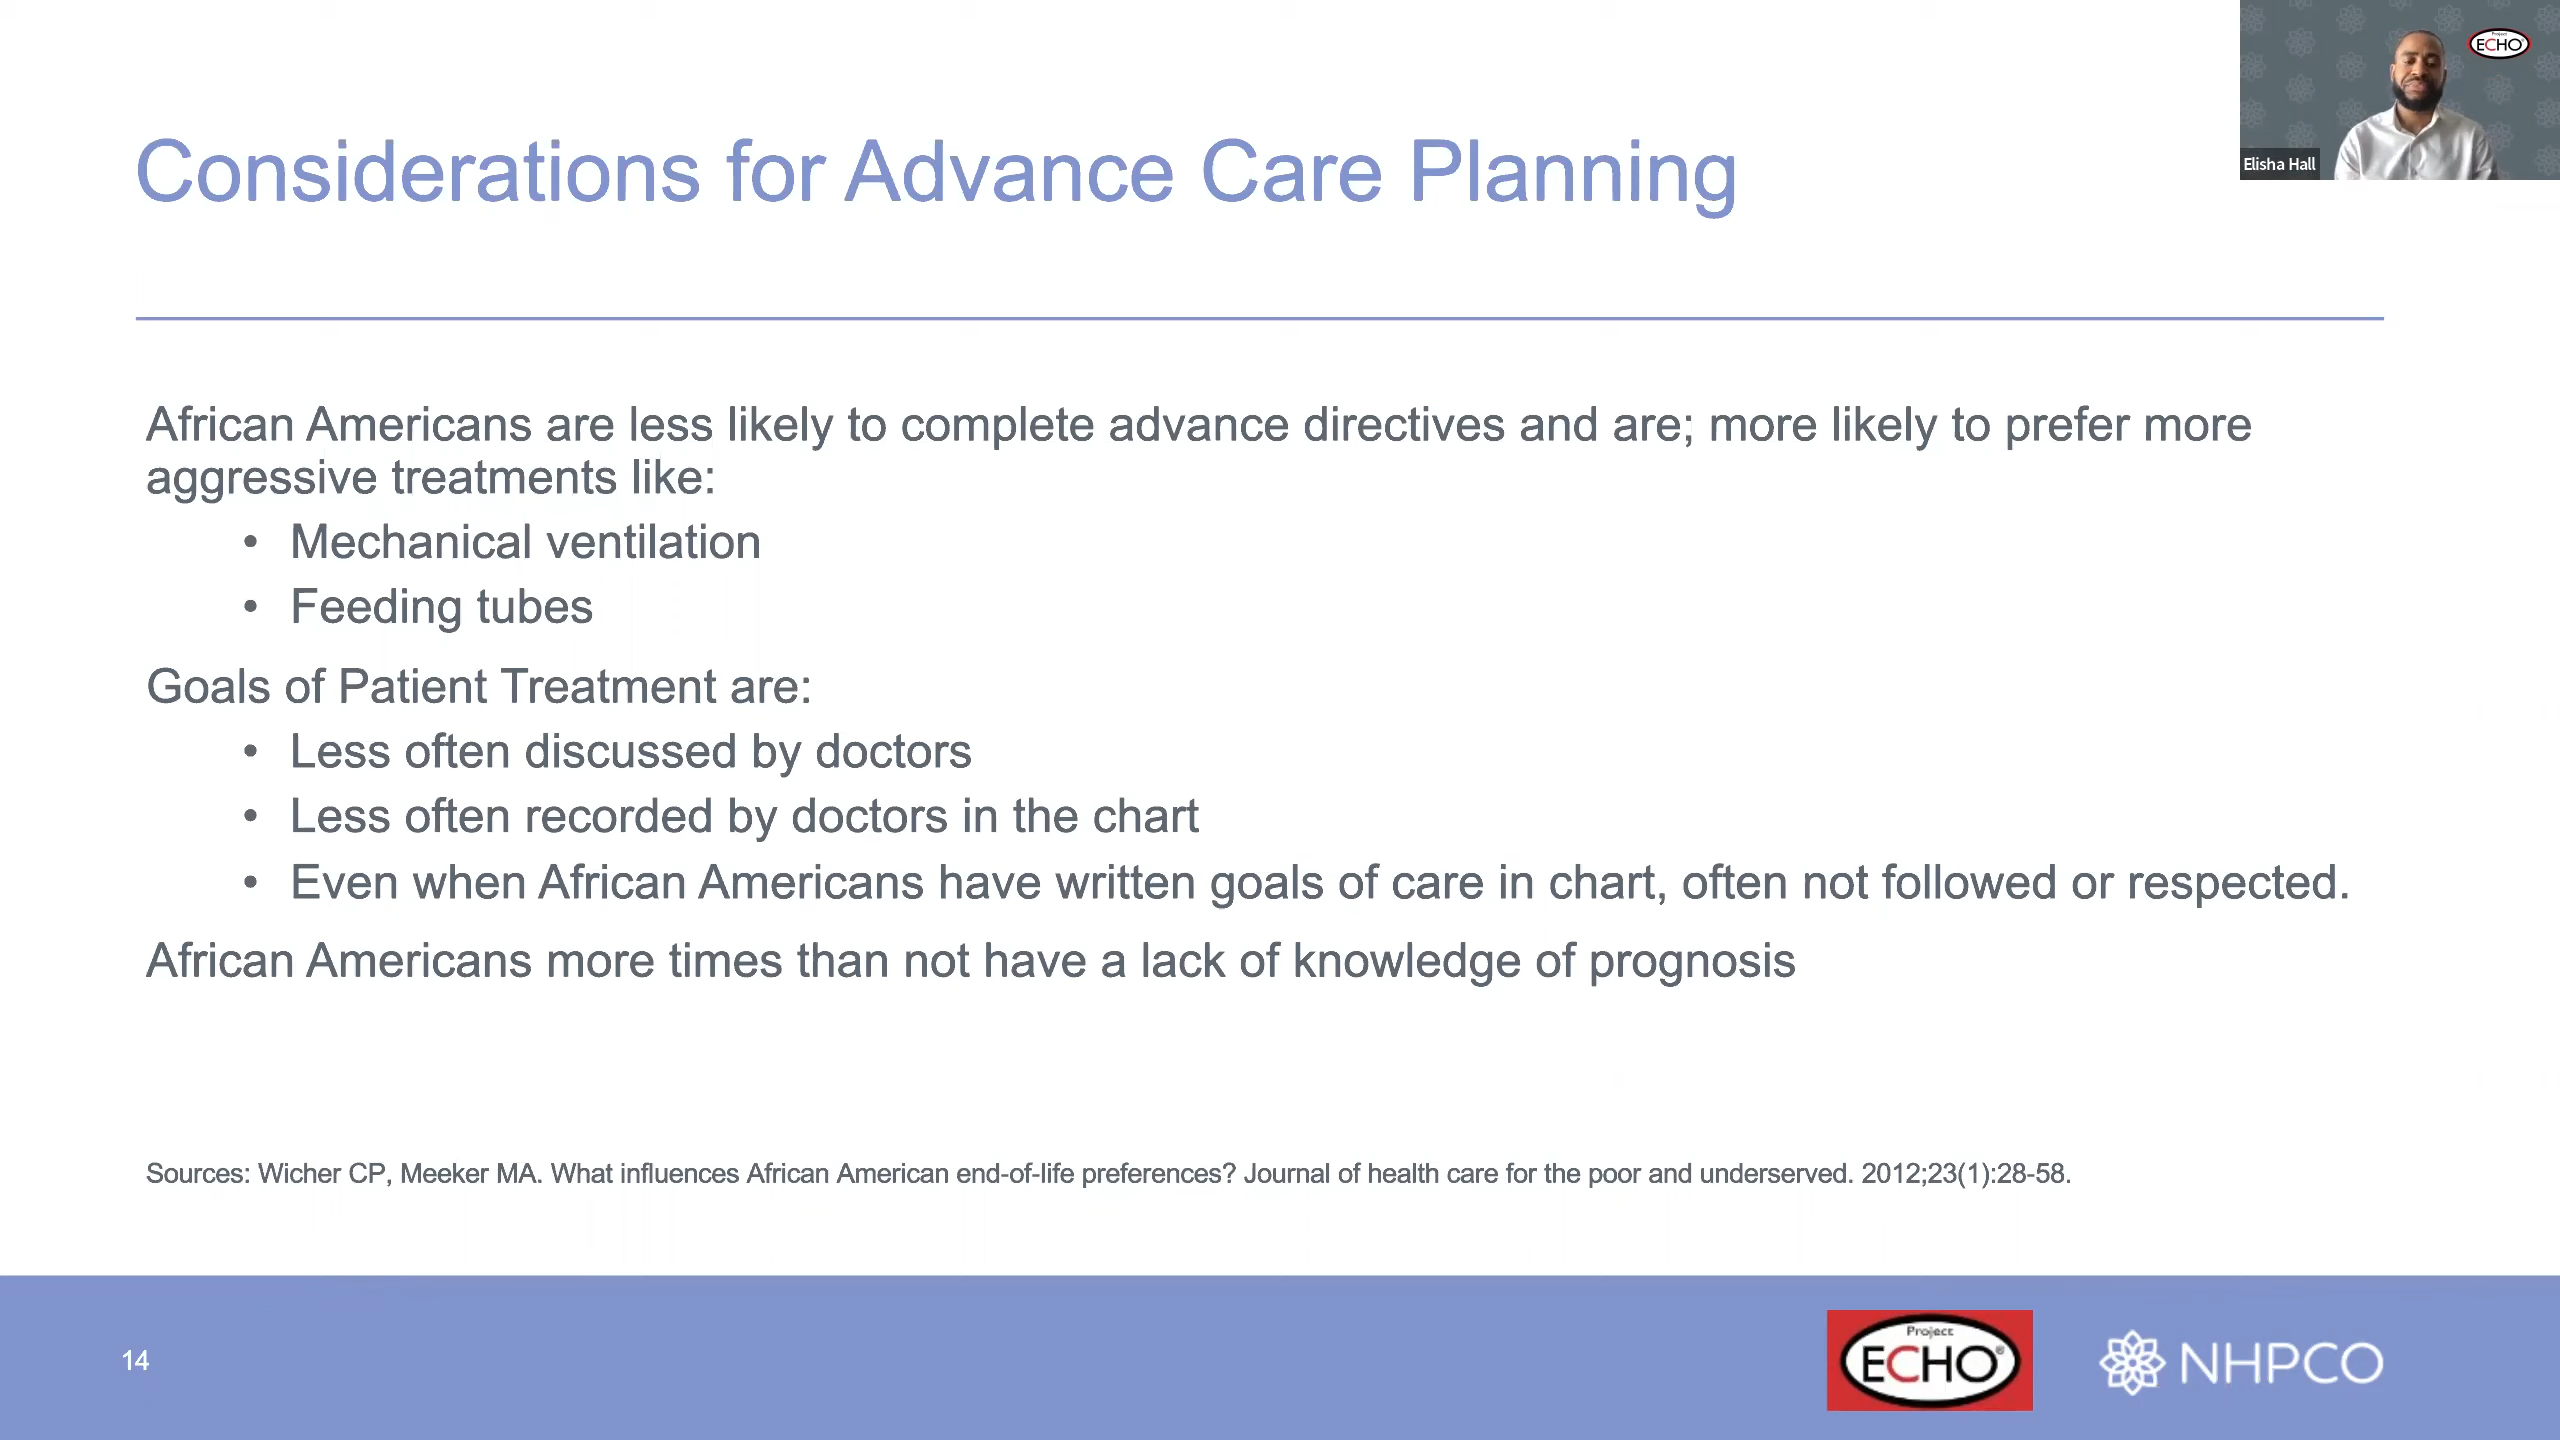 Project
ECHO
Elisha Hall
Considerations for Advance Care Planning
African Americans are less likely to complete advance directives and are; more likely to prefer more
aggressive treatments like:
• Mechanical ventilation
• Feeding tubes
Goals of Patient Treatment are:
• Less often discussed by doctors
• Less often recorded by doctors in the chart
• Even when African Americans have written goals of care in chart, often not followed or respected.
African Americans more times than not have a lack of knowledge of prognosis
Sources: Wicher CP, Meeker MA. What influences African American end-of-life preferences? Journal of health care for the poor and underserved. 2012;23(1):28-58.
14
Project
ECHO®
NHPCO